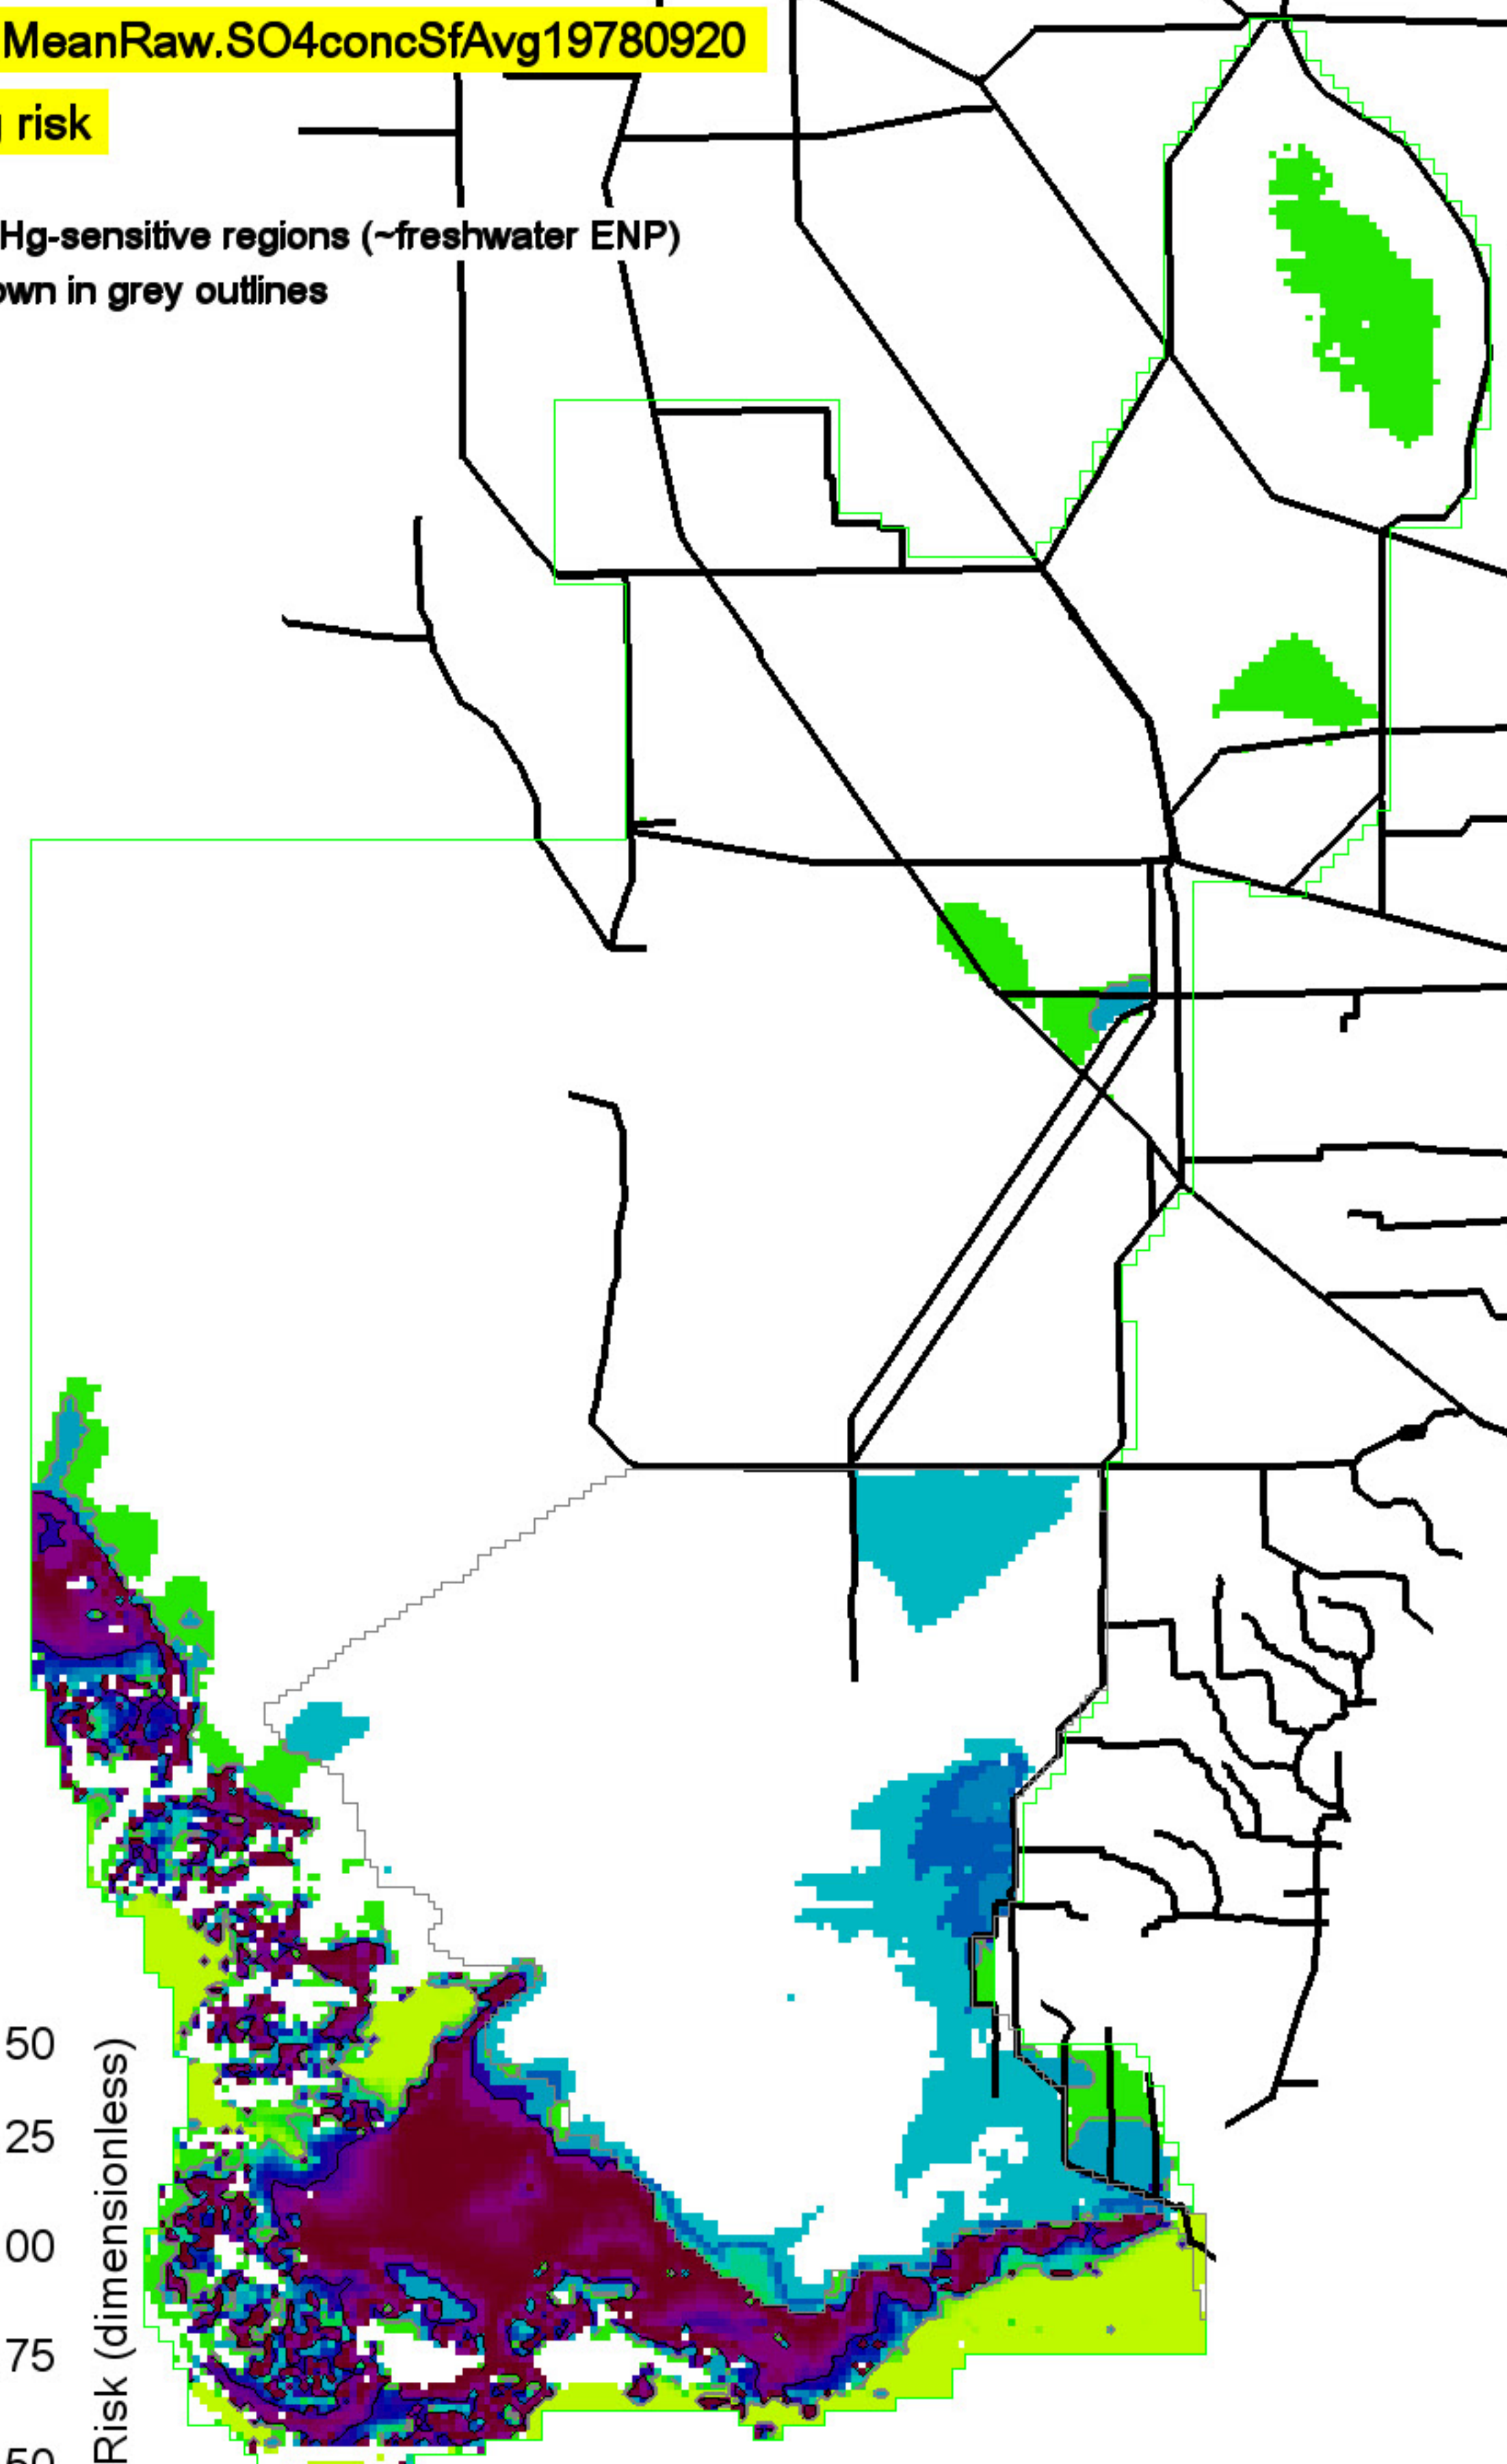 MeanRaw.SO4concSfAvg19780920
risk
Hg-sensitive regions (~freshwater ENP)
own in grey outlines
50
25
00
75
50
Risk (dimensionless)